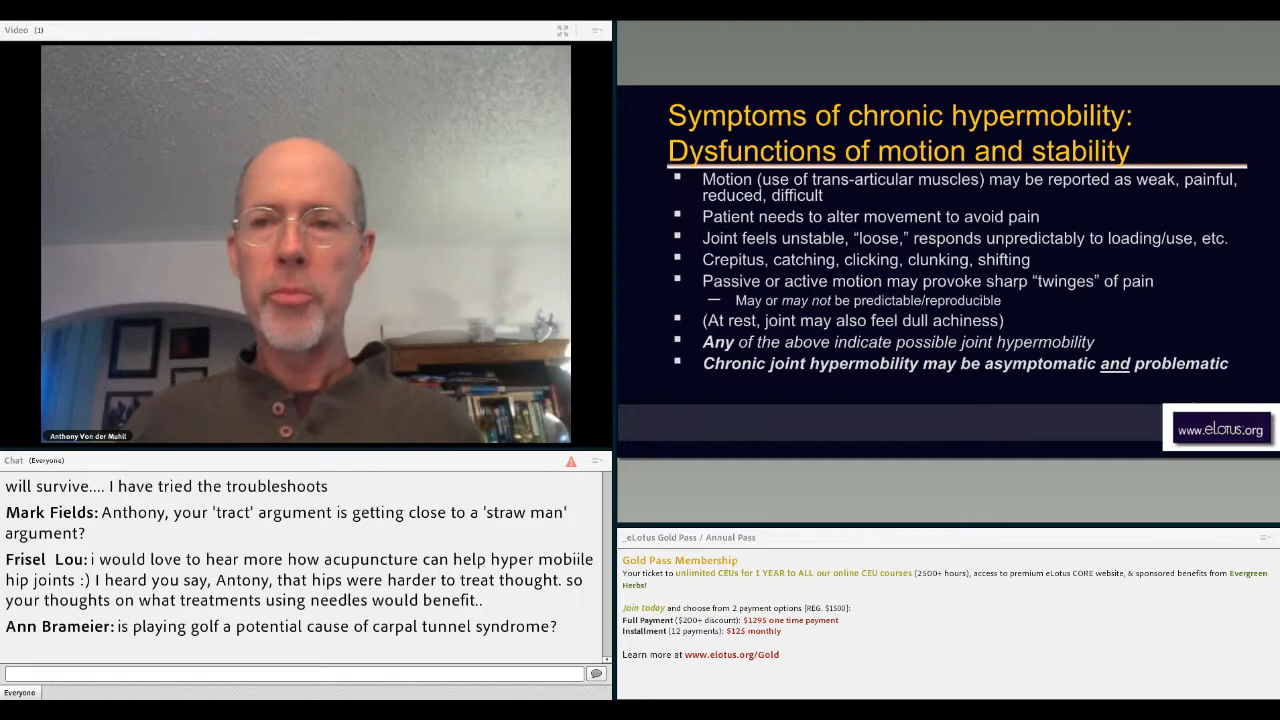 Video (1)
Anthony Von der Muhll
Chat (Everyone)
will survive.... I have tried the troubleshoots
Mark Fields: Anthony, your 'tract' argument is getting close to a 'straw man'
argument?
Frisel Lou: i would love to hear more how acupuncture can help hyper mobiile
hip joints :) I heard you say, Antony, that hips were harder to treat thought. so
your thoughts on what treatments using needles would benefit..
Ann Brameier: is playing golf a potential cause of carpal tunnel syndrome?
Everyone
Symptoms of chronic hypermobility:
Dysfunctions of motion and stability
Motion (use of trans-articular muscles) may be reported as weak, painful,
reduced, difficult
Patient needs to alter movement to avoid pain
Joint feels unstable, “loose,” responds unpredictably to loading/use, etc.
Crepitus, catching, clicking, clunking, shifting
Passive or active motion may provoke sharp “twinges” of pain
— May or may not be predictable/reproducible
(At rest, joint may also feel dull achiness)
Any of the above indicate possible joint hypermobility
Chronic joint hypermobility may be asymptomatic and problematic
www.eLotus.org
_eLotus Gold Pass / Annual Pass
Gold Pass Membership
Your ticket to unlimited CEUs for 1 YEAR to ALL our online CEU courses (2500+ hours), access to premium eLotus CORE website, & sponsored benefits from Evergreen
Herbs!
Join today and choose from 2 payment options [REG. $1500]:
Full Payment ($200+ discount): $1295 one time payment
Installment (12 payments): $125 monthly
Learn more at www.elotus.org/Gold